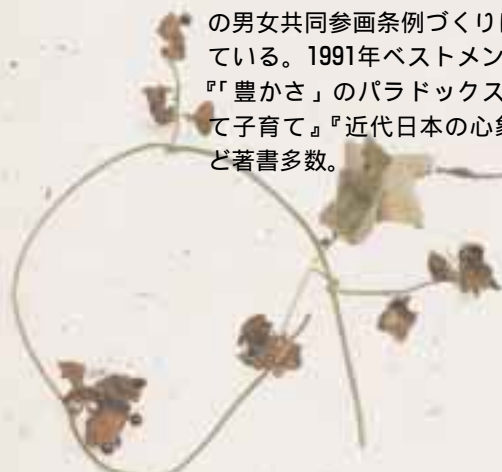 の男女共同参画条例づくりに
ている。1991年ベストメン
『「豊かさ」のパラドックス
て子育て』『近代日本の心象
ど著書多数。